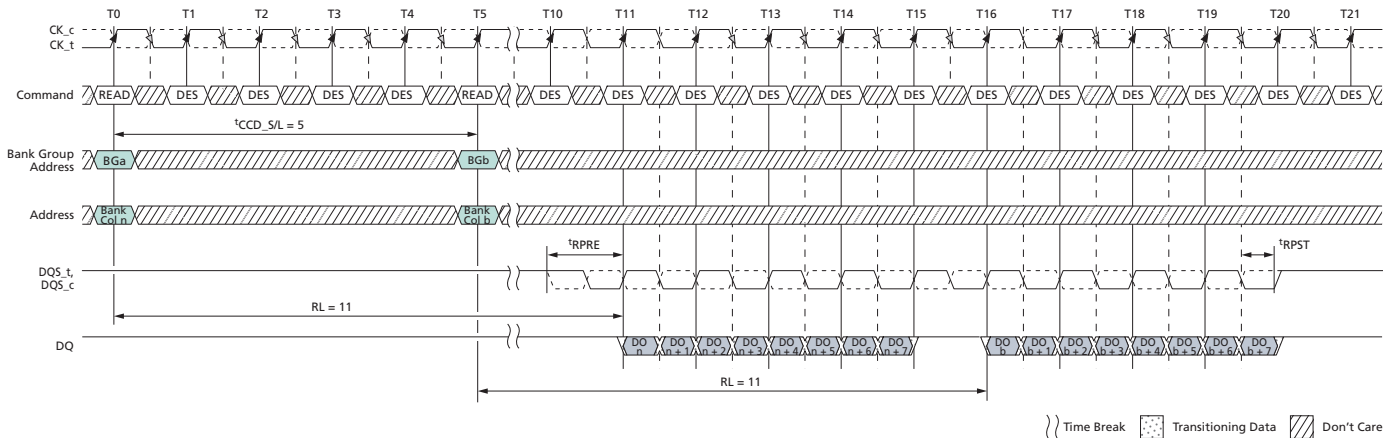 T0 T1 T2 T3 T4 T5 T10 T11 T12 T13 T14 T15 T16 T17 T18 T19 T20 T21
CK_c
CK_t
Command READ DES DES DES DES READ DES DES DES DES DES DES DES DES DES DES DES DES
tCCD_S/L = 5
Bank Group
Address BGa BGb
Address Bank
Col n Bank
Col b
tRPRE tRPST
DQS_t,
DQS_c
RL = 11
DQ DO
n DO
n + 1 DO
n + 2 DO
n + 3 DO
n + 4 DO
n + 5 DO
n + 6 DO
n + 7 DO
b DO
b + 1 DO
b + 2 DO
b + 3 DO
b + 4 DO
b + 5 DO
b + 6 DO
b + 7
RL = 11
Time Break Transitioning Data Don't Care